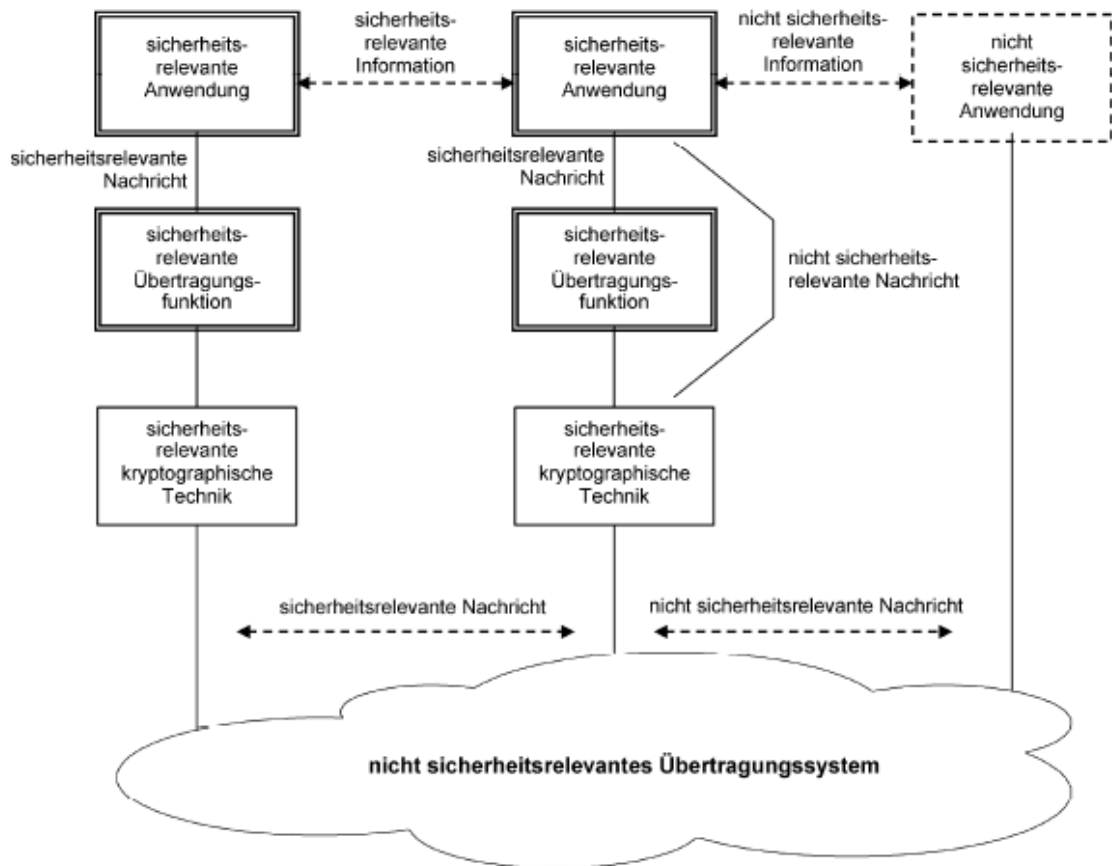 sicherheits-
relevante
Anwendung
sicherheits-
relevante
Information
sicherheits-
relevante
Anwendung
nicht sicherheits-
relevante
Information
nicht
sicherheits-
relevante
Anwendung
sicherheitsrelevante
Nachricht
sicherheitsrelevante
Nachricht
sicherheits-
relevante
Übertragungs-
funktion
sicherheits-
relevante
Übertragungs-
funktion
nicht sicherheits-
relevante Nachricht
sicherheits-
relevante
kryptographische
Technik
sicherheits-
relevante
kryptographische
Technik
sicherheitsrelevante Nachricht
nicht sicherheitsrelevante Nachricht
nicht sicherheitsrelevantes Übertragungssystem